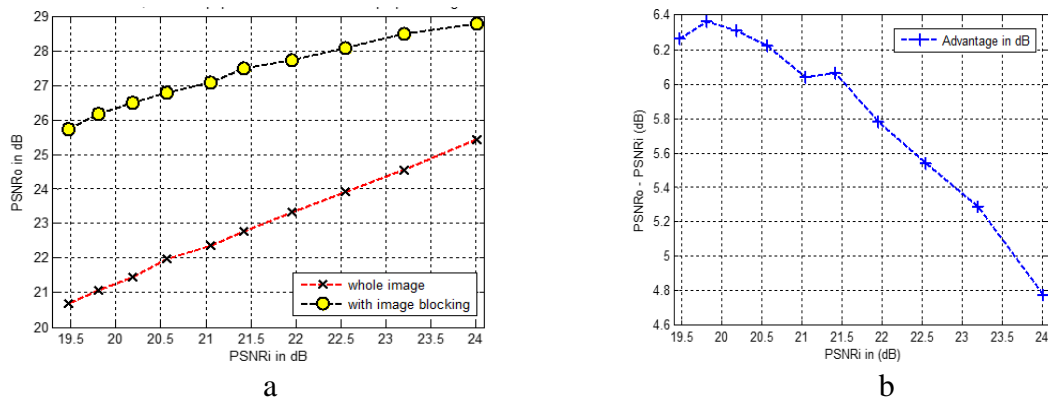 29
28
27
26
25
24
23
22
21
20
PSNRo in dB
19.5 20 20.5 21 21.5 22 22.5 23 23.5 24
PSNRi in dB
whole image
with image blocking
a
6.4
6.2
6
5.8
5.6
5.4
5.2
5
4.8
4.6
PSNRo - PSNRi (dB)
19.5 20 20.5 21 21.5 22 22.5 23 23.5 24
PSNRi in (dB)
Advantage in dB
b